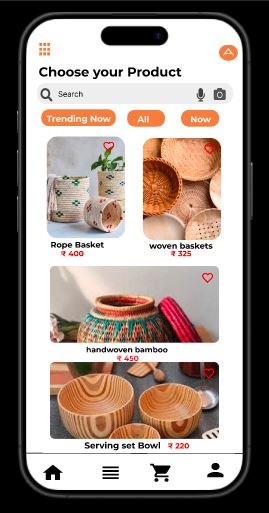 Choose your Product
Search
Trending Now
All
Now
Rope Basket
₹ 400
woven baskets
₹ 325
handwoven bamboo
₹ 450
Serving set Bowl ₹ 220